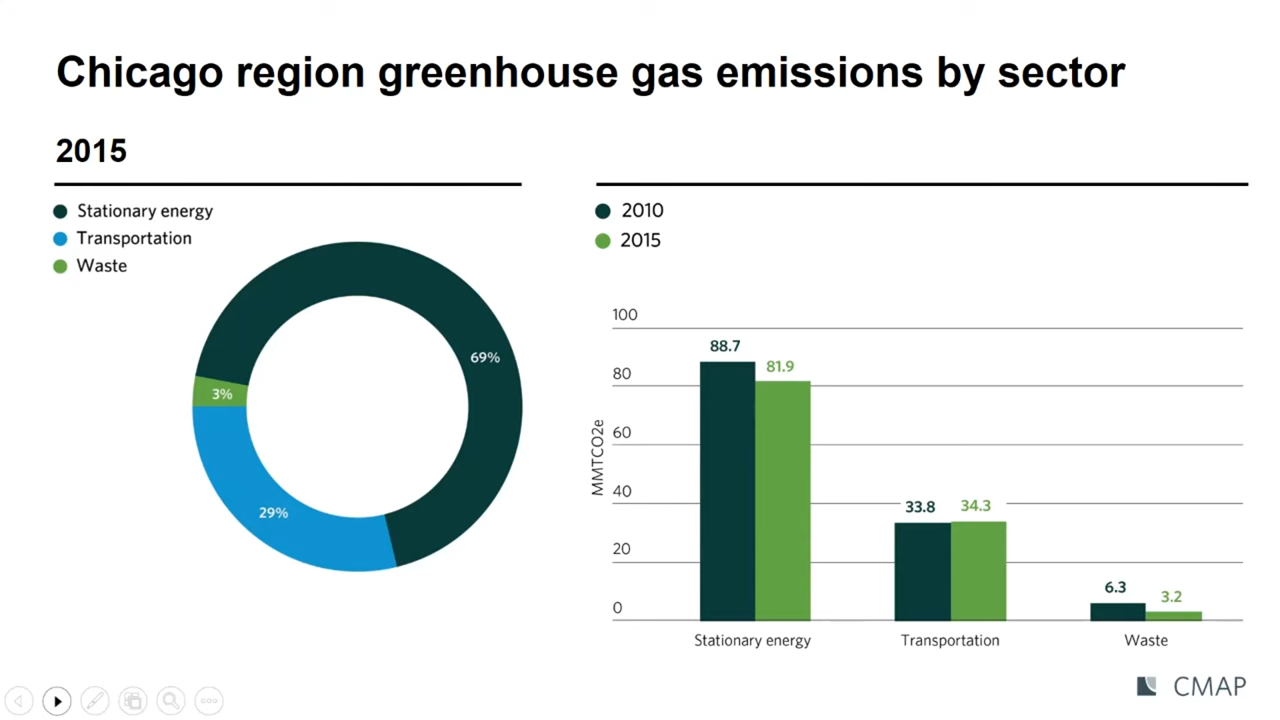 Chicago region greenhouse gas emissions by sector
2015
Stationary energy
Transportation
Waste
69%
3%
29%
2010
2015
100
80
60
40
20
0
MMTCO2e
88.7
81.9
33.8
34.3
6.3
3.2
Stationary energy
Transportation
Waste
CMAP